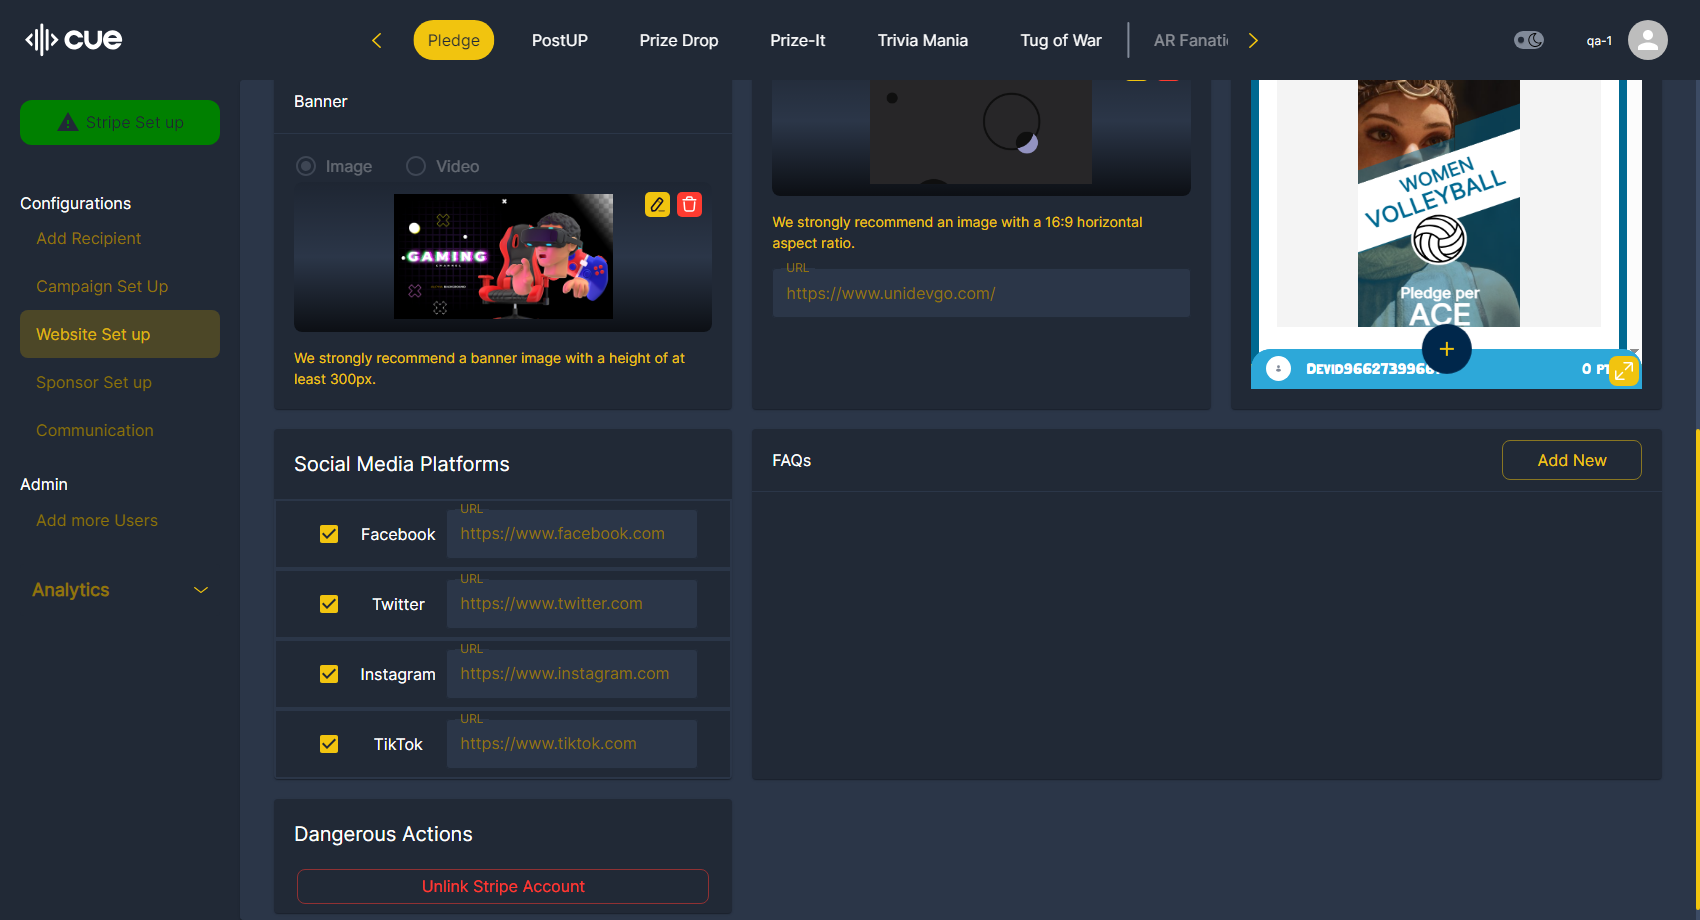 cue
Pledge
PostUP
Prize Drop
Prize-It
Trivia Mania
Tug of War
AR Fanati
qa-1
Stripe Set up
Configurations
Add Recipient
Campaign Set Up
Website Set up
Sponsor Set up
Communication
Admin
Add more Users
Analytics
Banner
Image
Video
GAMING
We strongly recommend a banner image with a height of at
least 300px.
We strongly recommend an image with a 16:9 horizontal
aspect ratio.
URL
https://www.unidevgo.com/
WOMEN
VOLLEYBALL
Pledge per
ACE
0 PT
Social Media Platforms
URL
Facebook
https://www.facebook.com
URL
Twitter
https://www.twitter.com
URL
Instagram
https://www.instagram.com
URL
TikTok
https://www.tiktok.com
FAQs
Add New
Dangerous Actions
Unlink Stripe Account